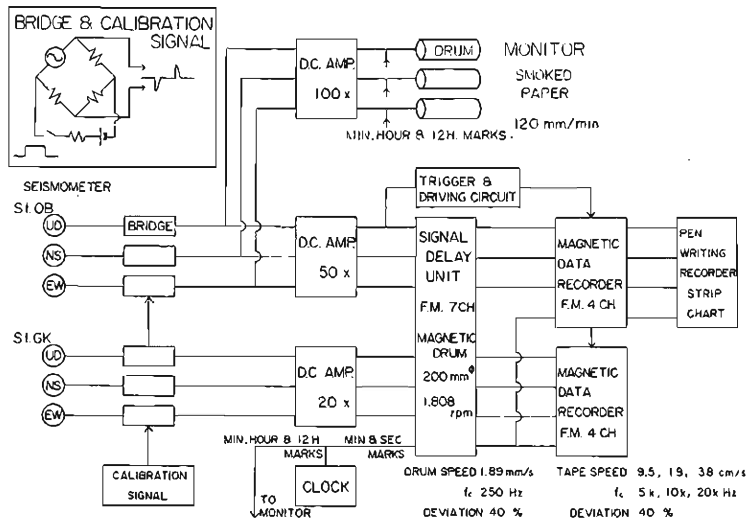 BRIDGE & CALIBRATION
SIGNAL
D.C. AMP.
100 x
DRUM
MONITOR
SMOKED
PAPER
120 mm/min
MIN. HOUR & 12H. MARKS.
SEISMOMETER
St. OB
UD
NS
EW
BRIDGE
D.C. AMP.
50 x
TRIGGER &
DRIVING CIRCUIT
SIGNAL
DELAY
UNIT
F.M. 7CH
MAGNETIC
DRUM
200 mmΦ
1.808
rpm
MAGNETIC
DATA
RECORDER
F.M. 4 CH
PEN
WRITING
RECORDER
STRIP
CHART
St. GK
UD
NS
EW
D.C. AMP.
20 x
MAGNETIC
DATA
RECORDER
F.M. 4 CH
MIN. HOUR & 12H
MARKS
MIN & SEC
MARKS
CALIBRATION
SIGNAL
TO
MONITOR
CLOCK
DRUM SPEED 1.89 mm/s
fc 250 Hz
DEVIATION 40 %
TAPE SPEED 9.5, 19, 38 cm/s
fc 5k, 10k, 20k Hz
DEVIATION 40 %